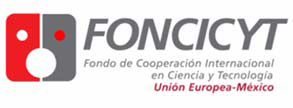 FONCICYT
Fondo de Cooperación Internacional
en Ciencia y Tecnología
Unión Europea-México